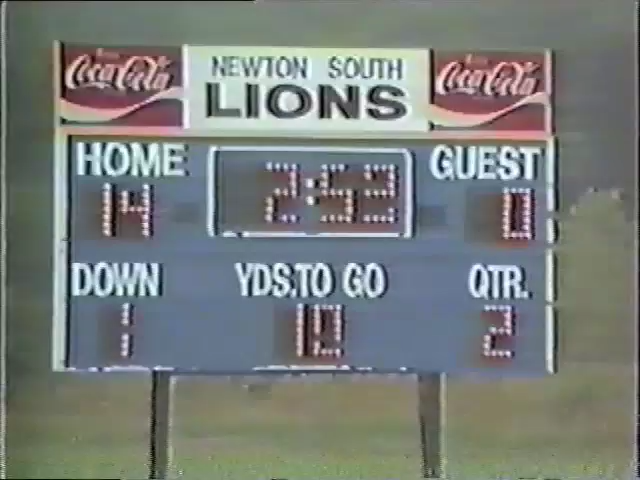 Coca-Cola NEWTON SOUTH Coca-Cola
LIONS
HOME 2:53 GUEST
14 0
DOWN YDS.TO GO QTR.
1 10 2